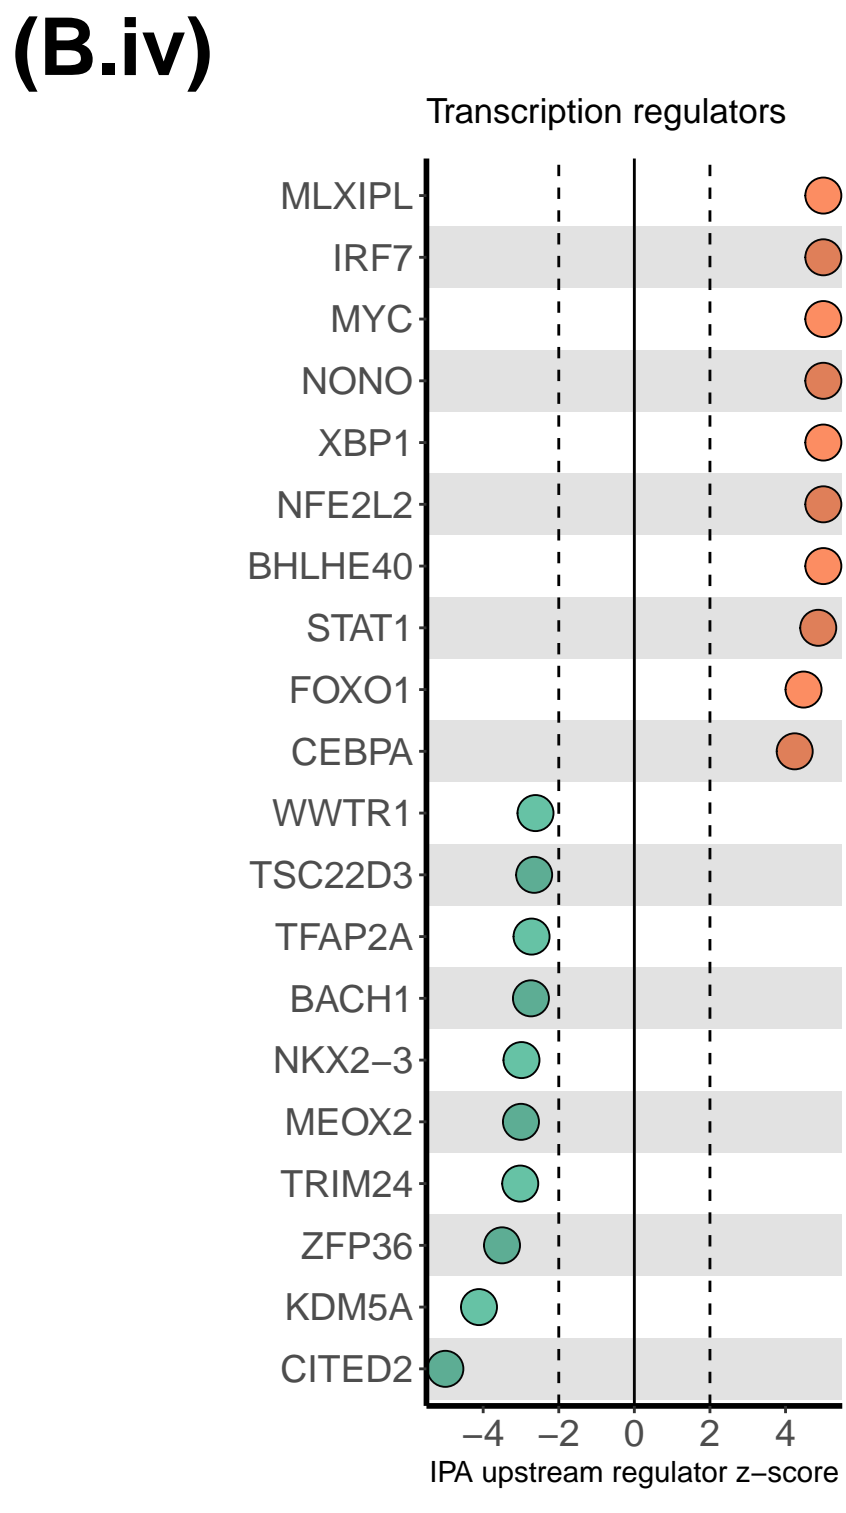 (B.iv)
Transcription regulators
MLXIPL
IRF7
MYC
NONO
XBP1
NFE2L2
BHLHE40
STAT1
FOXO1
CEBPA
WWTR1
TSC22D3
TFAP2A
BACH1
NKX2−3
MEOX2
TRIM24
ZFP36
KDM5A
CITED2
−4 −2 0 2 4
IPA upstream regulator z−score